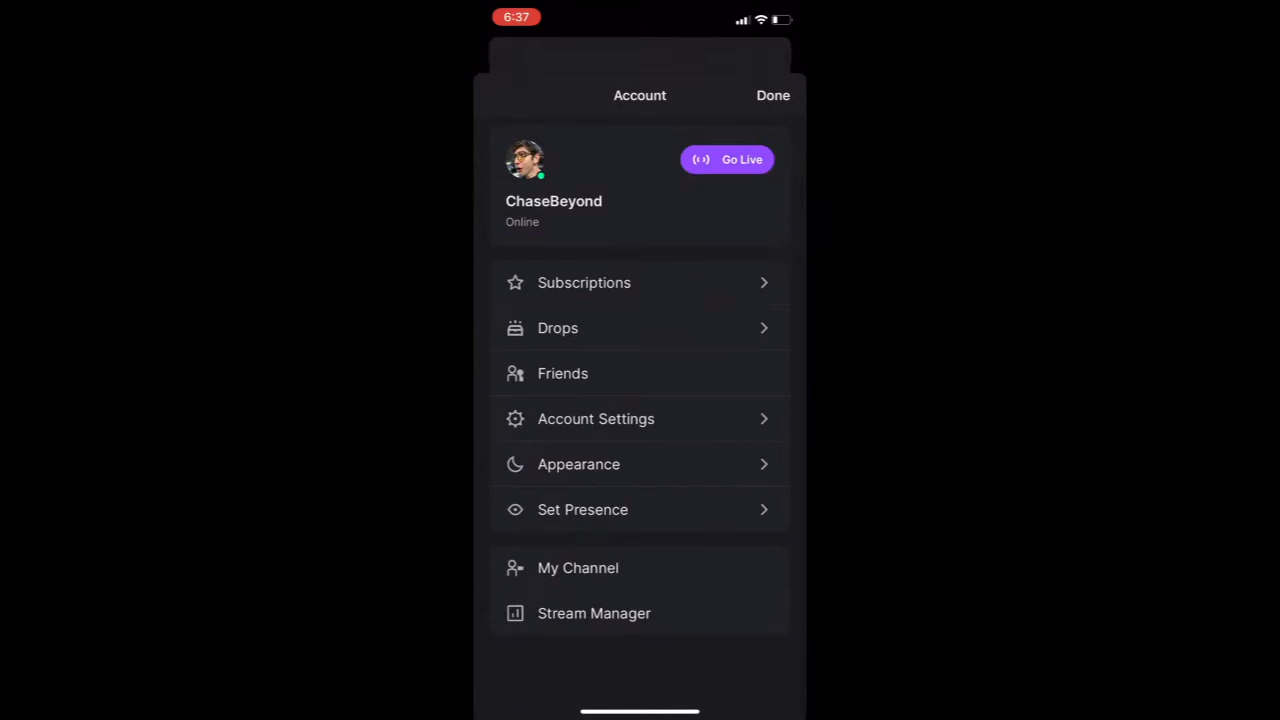 6:37
Account
Done
Go Live
ChaseBeyond
Online
Subscriptions
Drops
Friends
Account Settings
Appearance
Set Presence
My Channel
Stream Manager